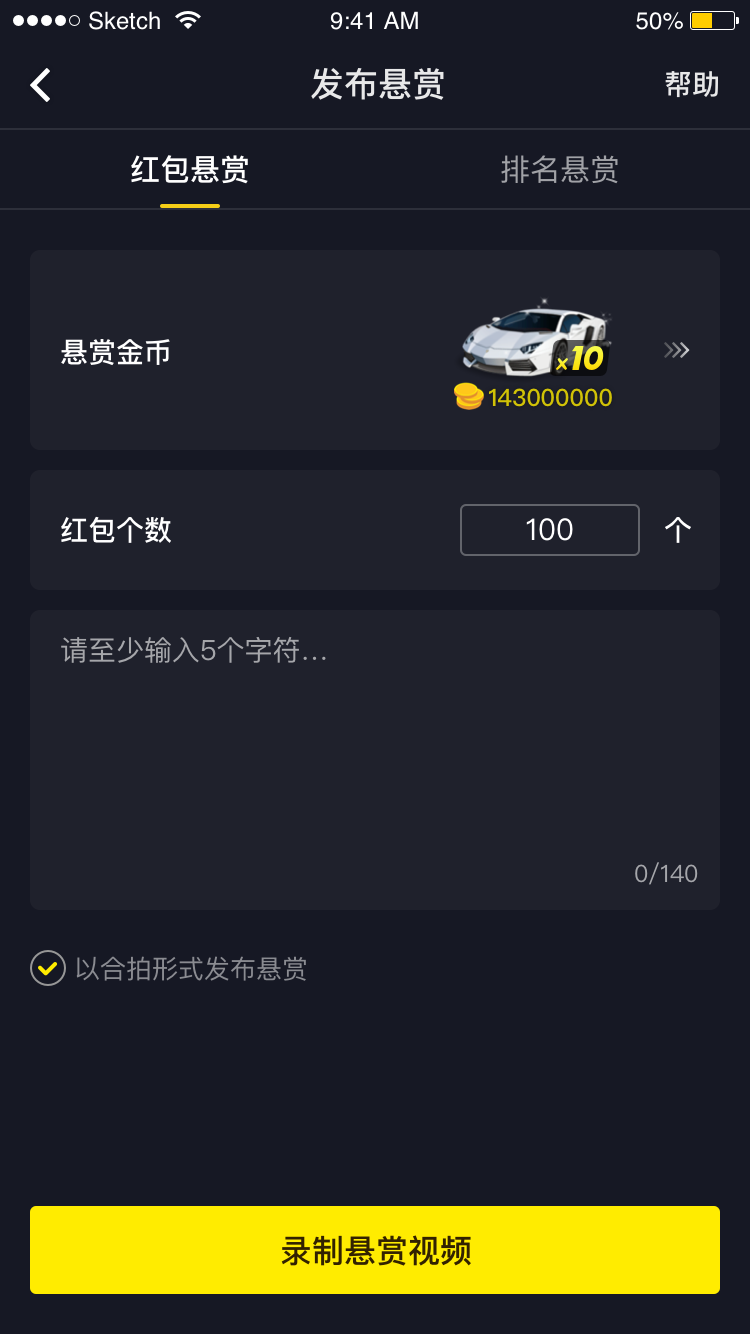 Sketch 9:41 AM 50%
发布悬赏 帮助
红包悬赏 排名悬赏
悬赏金币
×10
143000000
红包个数 100 个
请至少输入5个字符...
0/140
以合拍形式发布悬赏
录制悬赏视频